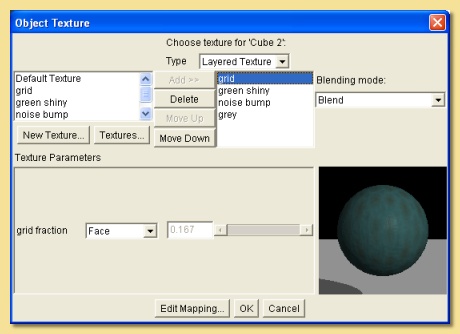 Object Texture
Choose texture for 'Cube 2':
Type Layered Texture
Default Texture
grid
green shiny
noise bump
Add >>
Delete
Move Up
Move Down
grid
green shiny
noise bump
grey
Blending mode:
Blend
New Texture... Textures...
Texture Parameters
grid fraction Face 0.167
Edit Mapping... OK Cancel